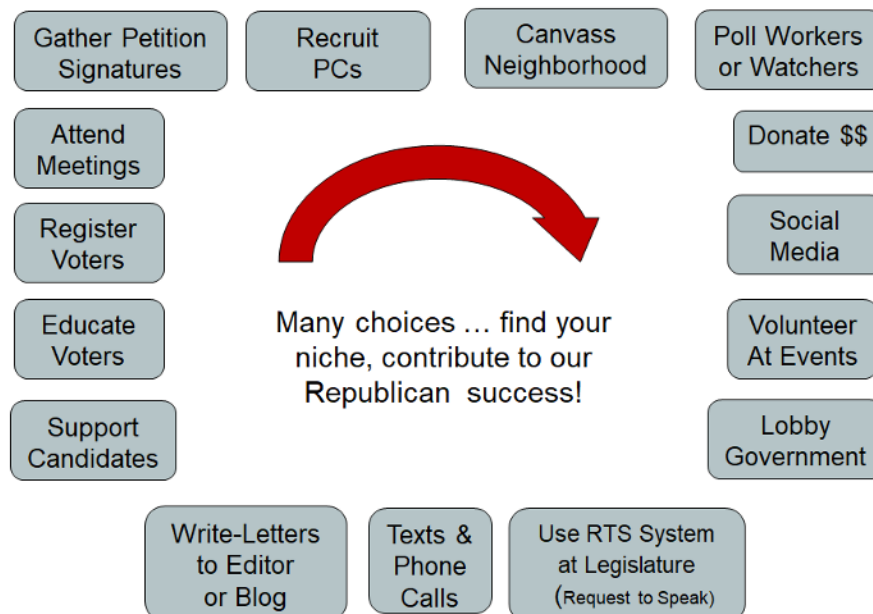 Gather Petition
Signatures
Recruit
PCs
Canvass
Neighborhood
Poll Workers
or Watchers
Attend
Meetings
Donate $$
Register
Voters
Social
Media
Educate
Voters
Many choices … find your
niche, contribute to our
Republican success!
Volunteer
At Events
Support
Candidates
Lobby
Government
Write-Letters
to Editor
or Blog
Texts &
Phone
Calls
Use RTS System
at Legislature
(Request to Speak)